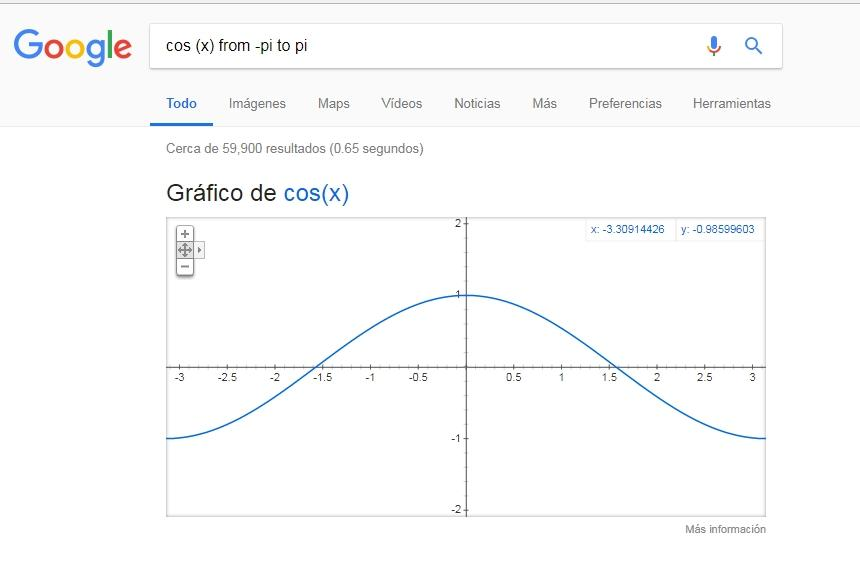 Google
cos (x) from -pi to pi
Todo Imágenes Maps Vídeos Noticias Más Preferencias Herramientas
Cerca de 59,900 resultados (0.65 segundos)
Gráfico de cos(x)
2 x: -3.30914426 y: -0.98599603
1
-3 -2.5 -2 -1.5 -1 -0.5 0.5 1 1.5 2 2.5 3
-1
-2
Más información